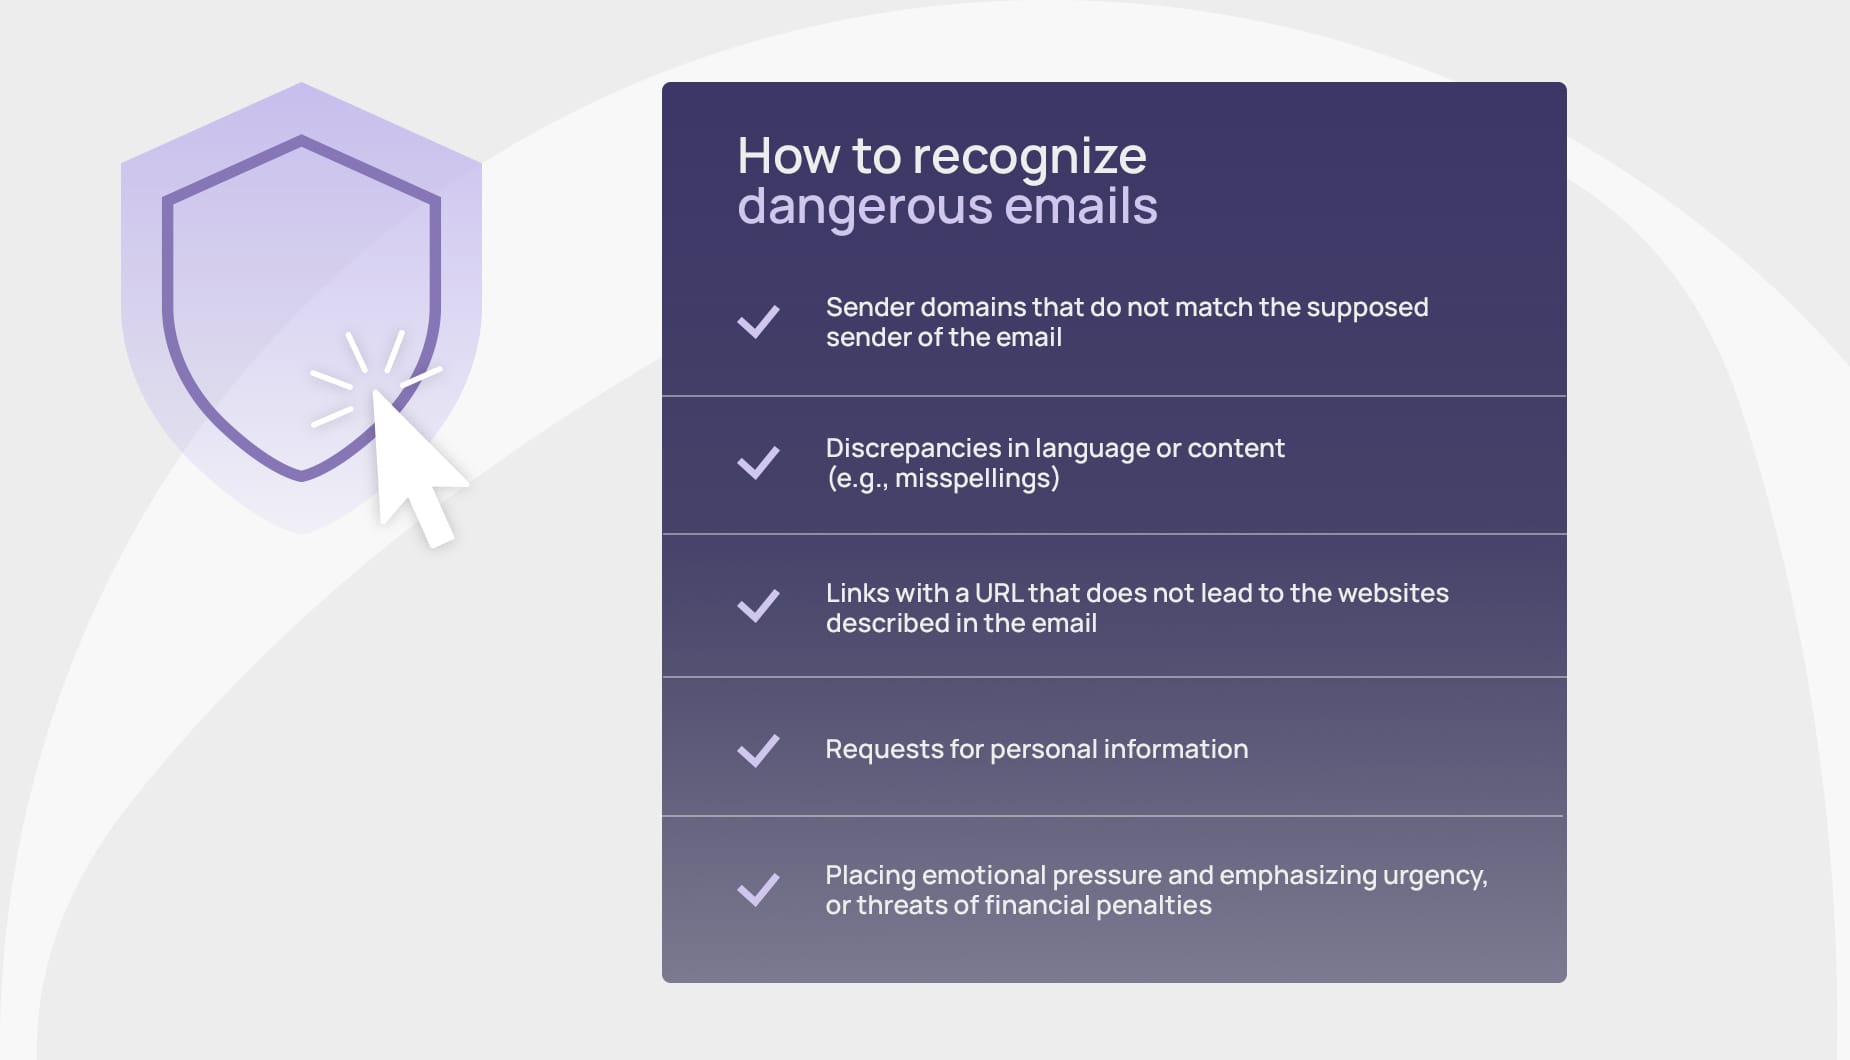 How to recognize
dangerous emails
Sender domains that do not match the supposed
sender of the email
Discrepancies in language or content
(e.g., misspellings)
Links with a URL that does not lead to the websites
described in the email
Requests for personal information
Placing emotional pressure and emphasizing urgency,
or threats of financial penalties